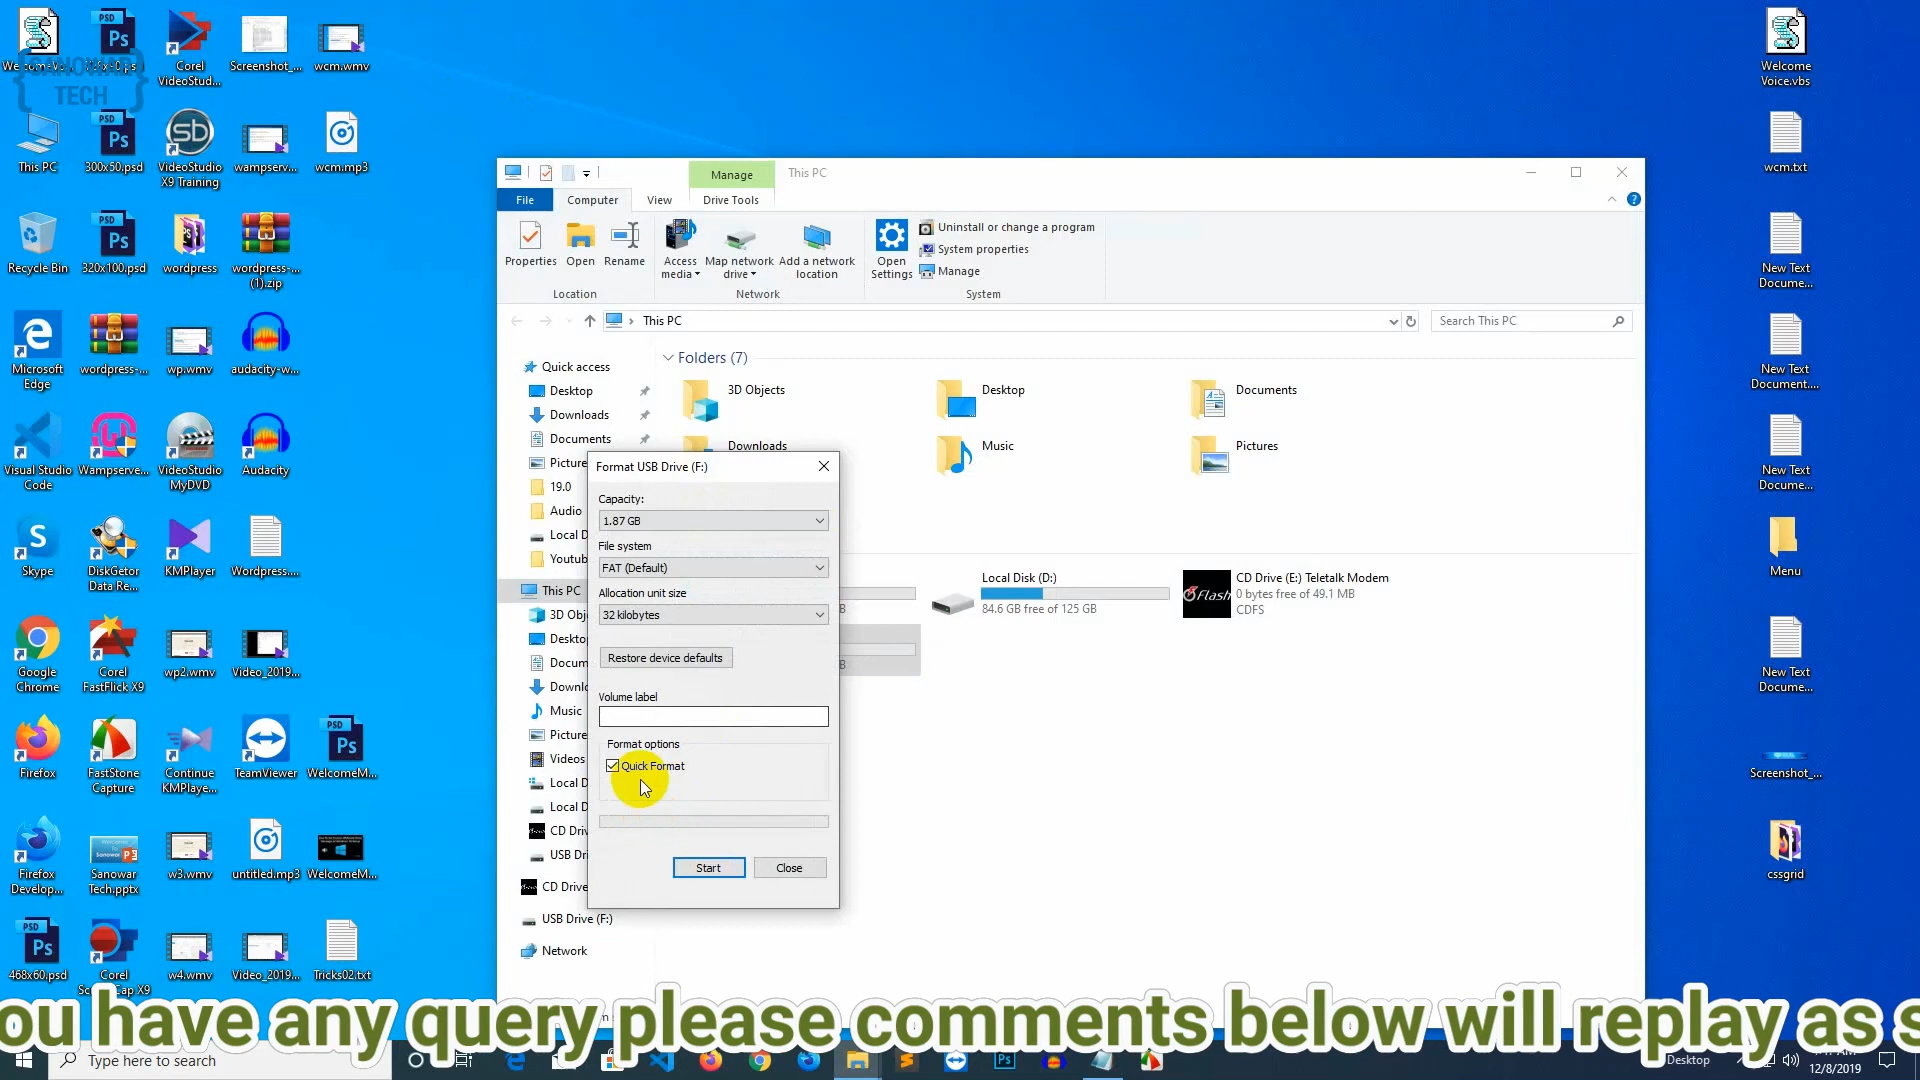 SANOWAR
TECH
This PC
Recycle Bin
Microsoft
Edge
Visual Studio
Code
Skype
Google
Chrome
Firefox
Firefox
Develop...
468x60.psd
300x50.psd
320x100.psd
wordpress-...
Wampserve...
DiskGetor
Data Re...
Corel
FastFlick X9
FastStone
Capture
Sanowar
Tech.pptx
Corel
Corel
VideoStud...
VideoStudio
X9 Training
wordpress
wp.wmv
VideoStudio
MyDVD
KMPlayer
wp2.wmv
Continue
KMPlaye...
w3.wmv
w4.wmv
Screenshot_...
wampserv...
wordpress-...
(1).zip
audacity-w...
Audacity
Wordpress....
Video_2019...
TeamViewer
untitled.mp3
Video_2019...
wcm.wmv
wcm.mp3
WelcomeM...
WelcomeM...
Tricks02.txt
Manage
This PC
File
Computer
View
Drive Tools
Properties
Open
Rename
Access
media
Map network
drive
Add a network
location
Open
Settings
Uninstall or change a program
System properties
Manage
Location
Network
System
This PC
Search This PC
Quick access
Desktop
Downloads
Documents
Picture
19.0
Audio
Local D
Youtub
This PC
3D Obj
Deskto
Docum
Downlo
Music
Picture
Videos
Local D
Local D
CD Driv
USB Dri
CD Drive
USB Drive (F:)
Network
Folders (7)
3D Objects
Desktop
Documents
Downloads
Music
Pictures
Local Disk (D:)
84.6 GB free of 125 GB
CD Drive (E:) Teletalk Modem
0 bytes free of 49.1 MB
CDFS
Flash
Format USB Drive (F:)
Capacity:
1.87 GB
File system
FAT (Default)
Allocation unit size
32 kilobytes
Restore device defaults
Volume label
Format options
Quick Format
Start
Close
Welcome
Voice.vbs
wcm.txt
New Text
Docume...
New Text
Document....
New Text
Docume...
Menu
New Text
Docume...
Screenshot_...
cssgrid
ou have any query please comments below will replay as s
Type here to search
Desktop
12/8/2019